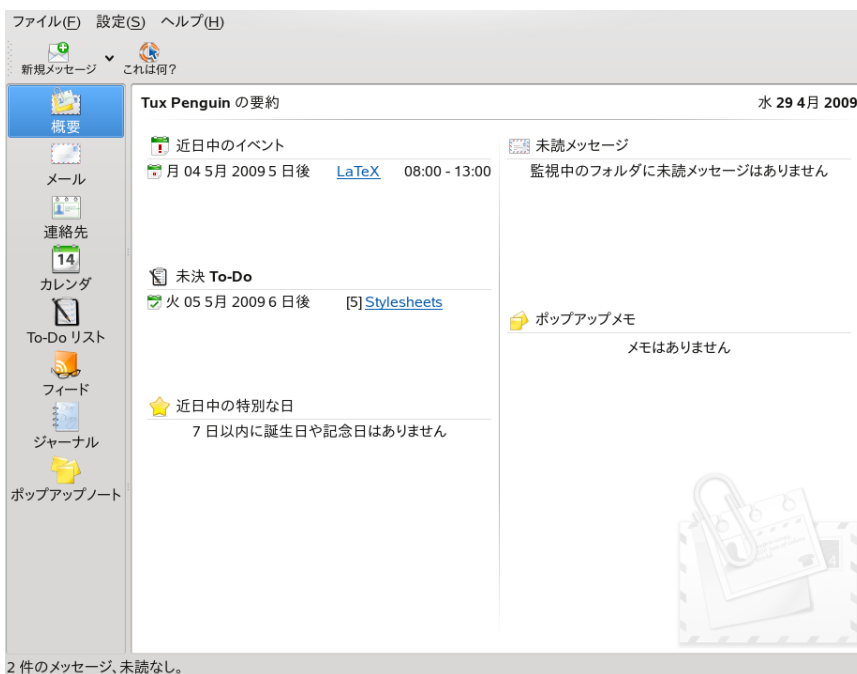 ファイル(F) 設定(S) ヘルプ(H)
新規メッセージ これは何?
概要
メール
連絡先
14
カレンダ
To-Do リスト
フィード
ジャーナル
ポップアップノート
Tux Penguin の要約 水 29 4月 2009
近日中のイベント
月 04 5月 2009 5 日後 LaTeX 08:00 - 13:00
未決 To-Do
火 05 5月 2009 6 日後 [5] Stylesheets
近日中の特別な日
7 日以内に誕生日や記念日はありません
未読メッセージ
監視中のフォルダに未読メッセージはありません
ポップアップメモ
メモはありません
2 件のメッセージ、未読なし。